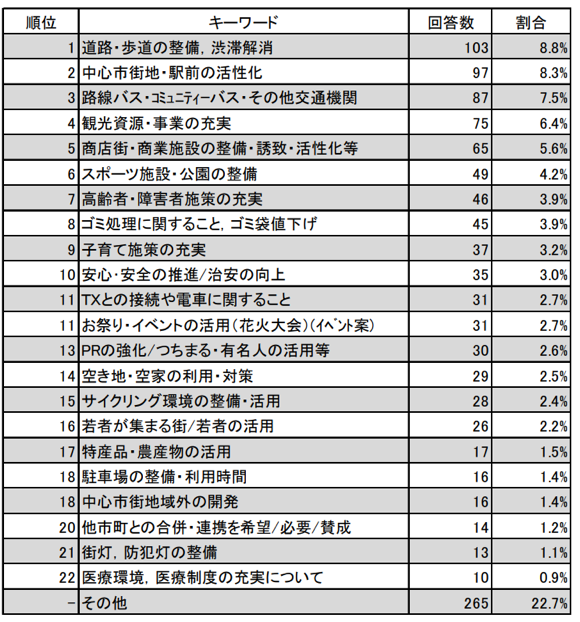 順位 キーワード 回答数 割合
1 道路・歩道の整備，渋滞解消 103 8.8%
2 中心市街地・駅前の活性化 97 8.3%
3 路線バス・ｺﾐｭﾆﾃｨｰバス・その他交通機関 87 7.5%
4 観光資源・事業の充実 75 6.4%
5 商店街・商業施設の整備・誘致・活性化等 65 5.6%
6 スポーツ施設・公園の整備 49 4.2%
7 高齢者・障害者施策の充実 46 3.9%
8 ゴミ処理に関すること，ゴミ袋値下げ 45 3.9%
9 子育て施策の充実 37 3.2%
10 安心・安全の推進/治安の向上 35 3.0%
11 TXとの接続や電車に関すること 31 2.7%
11 お祭り・イベントの活用（花火大会）（ｲﾍﾞﾝﾄ案） 31 2.7%
13 PRの強化/つちまる・有名人の活用等 30 2.6%
14 空き地・空家の利用・対策 29 2.5%
15 サイクリング環境の整備・活用 28 2.4%
16 若者が集まる街/若者の活用 26 2.2%
17 特産品・農産物の活用 17 1.5%
18 駐車場の整備・利用時間 16 1.4%
18 中心市街地域外の開発 16 1.4%
20 他市町との合併・連携を希望/必要/賛成 14 1.2%
21 街灯，防犯灯の整備 13 1.1%
22 医療環境，医療制度の充実について 10 0.9%
- その他 265 22.7%